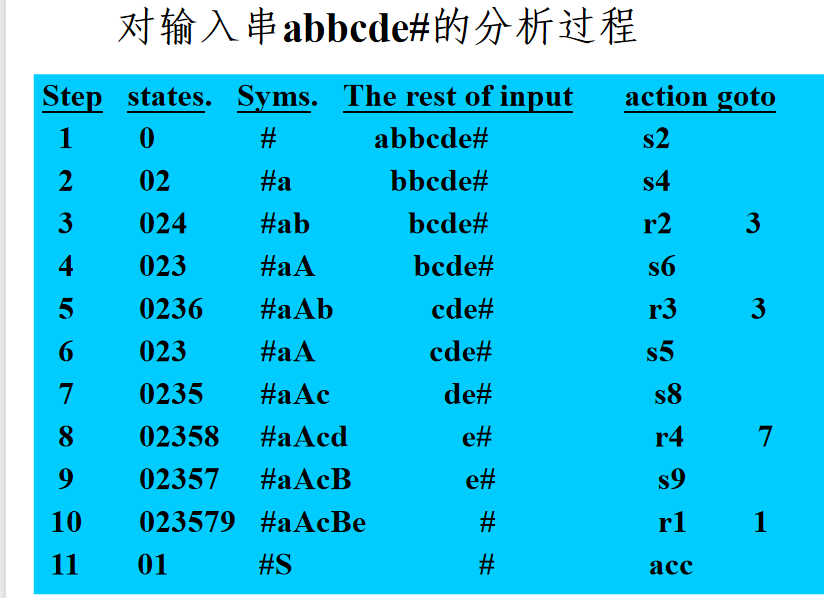 对输入串abbcde#的分析过程
Step states. Syms. The rest of input action goto
1 0 # abbcde# s2
2 02 #a bbcde# s4
3 024 #ab bcde# r2 3
4 023 #aA bcde# s6
5 0236 #aAb cde# r3 3
6 023 #aA cde# s5
7 0235 #aAc de# s8
8 02358 #aAcd e# r4 7
9 02357 #aAcB e# s9
10 023579 #aAcBe # r1 1
11 01 #S # acc